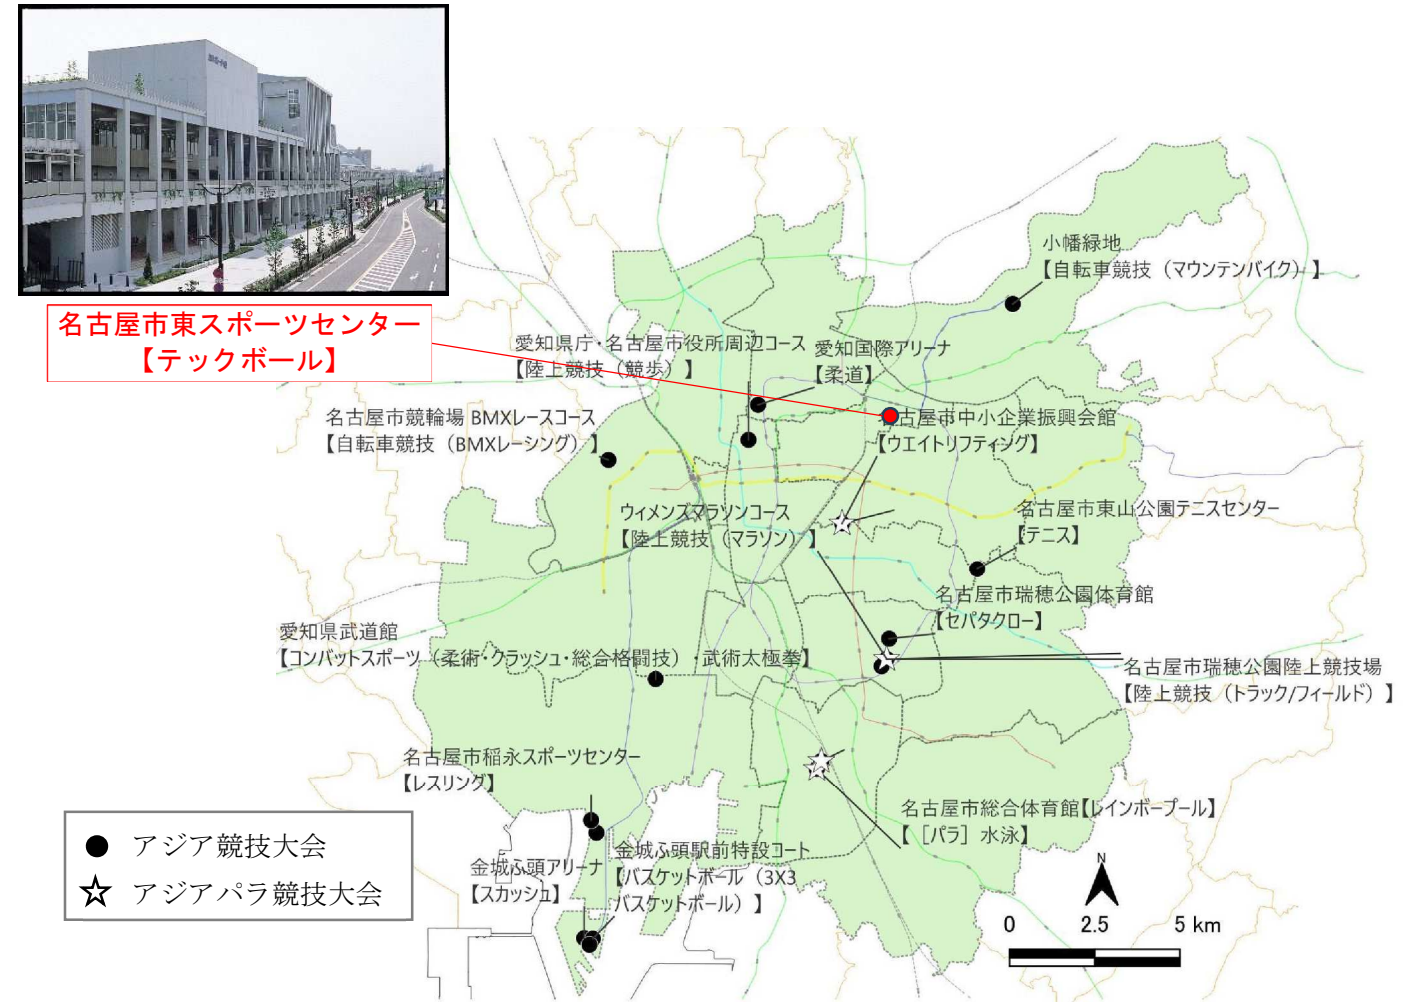 名古屋市東スポーツセンター
【テックボール】
小幡緑地
【自転車競技（マウンテンバイク）】
愛知県庁・名古屋市役所周辺コース
【陸上競技（競歩）】
愛知国際アリーナ
【柔道】
名古屋市競輪場 BMXレースコース
【自転車競技（BMXレーシング）】
名古屋市中小企業振興会館
【ウエイトリフティング】
ウィメンズマラソンコース
【陸上競技（マラソン）】
名古屋市東山公園テニスセンター
【テニス】
名古屋市瑞穂公園体育館
【セパタクロー】
愛知県武道館
【コンバットスポーツ（柔術・クラッシュ・総合格闘技）・武術太極拳】
名古屋市瑞穂公園陸上競技場
【陸上競技（トラック/フィールド）】
名古屋市稲永スポーツセンター
【レスリング】
名古屋市総合体育館【レインボープール】
【［パラ］水泳】
金城ふ頭アリーナ
【スカッシュ】
金城ふ頭駅前特設コート
【バスケットボール（3X3
バスケットボール）】
アジア競技大会
アジアパラ競技大会
N
0 2.5 5 km